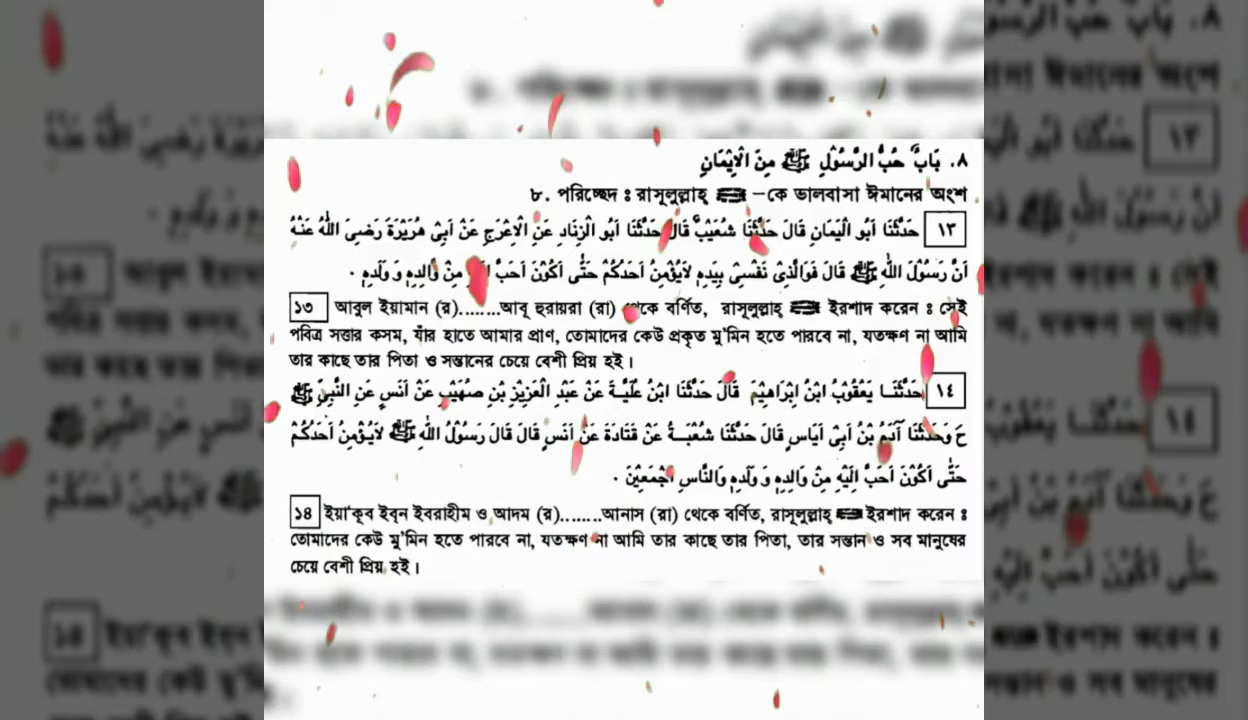 ٨. بَابٌ حُبُّ الرَّسُوْلِ ﷺ مِنَ الْاِيْمَانِ
৮. পরিচ্ছেদ : রাসূলুল্লাহ্ ﷺ –কে ভালবাসা ঈমানের অংশ
١٣ حَدَّثَنَا اَبُو الْيَمَانِ قَالَ حَدَّثَنَا شُعَيْبٌ قَالَ حَدَّثَنَا اَبُو الزِّنَادِ عَنِ الْاَعْرَجِ عَنْ اَبِىْ هُرَيْرَةَ رَضِىَ اللّٰهُ عَنْهُ
اَنَّ رَسُوْلَ اللّٰهِ ﷺ قَالَ فَوَالَّذِىْ نَفْسِىْ بِيَدِهٖ لَايُؤْمِنُ اَحَدُكُمْ حَتّٰى اَكُوْنَ اَحَبَّ مِنْ وَّالِدِهٖ وَ وَلَدِهٖ .
১৩ আবুল ইয়ামান (র).......আবূ হুরায়রা (রা) থেকে বর্ণিত, রাসূলুল্লাহ্ ﷺ ইরশাদ করেন : সেই
পবিত্র সত্তার কসম, যাঁর হাতে আমার প্রাণ, তোমাদের কেউ প্রকৃত মু'মিন হতে পারবে না, যতক্ষণ না আমি
তার কাছে তার পিতা ও সন্তানের চেয়ে বেশী প্রিয় হই।
١٤ حَدَّثَنَا يَعْقُوْبُ ابْنُ اِبْرَاهِيْمَ قَالَ حَدَّثَنَا ابْنُ عُلَيَّةَ عَنْ عَبْدِ الْعَزِيْزِ بْنِ صُهَيْبٍ عَنْ اَنَسٍ عَنِ النَّبِىِّ ﷺ
ح وَحَدَّثَنَا آدَمُ بْنُ اَبِىْ اَيَاسٍ قَالَ حَدَّثَنَا شُعْبَةُ عَنْ قَتَادَةَ عَنْ اَنَسٍ قَالَ قَالَ رَسُوْلُ اللّٰهِ ﷺ لَايُؤْمِنُ اَحَدُكُمْ
حَتّٰى اَكُوْنَ اَحَبَّ اِلَيْهِ مِنْ وَالِدِهٖ وَ وَلَدِهٖ وَالنَّاسِ اَجْمَعِيْنَ .
১৪ ইয়া'কূব ইব্ন ইবরাহীম ও আদম (র).......আনাস (রা) থেকে বর্ণিত, রাসূলুল্লাহ্ ﷺ ইরশাদ করেন :
তোমাদের কেউ মু'মিন হতে পারবে না, যতক্ষণ না আমি তার কাছে তার পিতা, তার সন্তান ও সব মানুষের
চেয়ে বেশী প্রিয় হই।